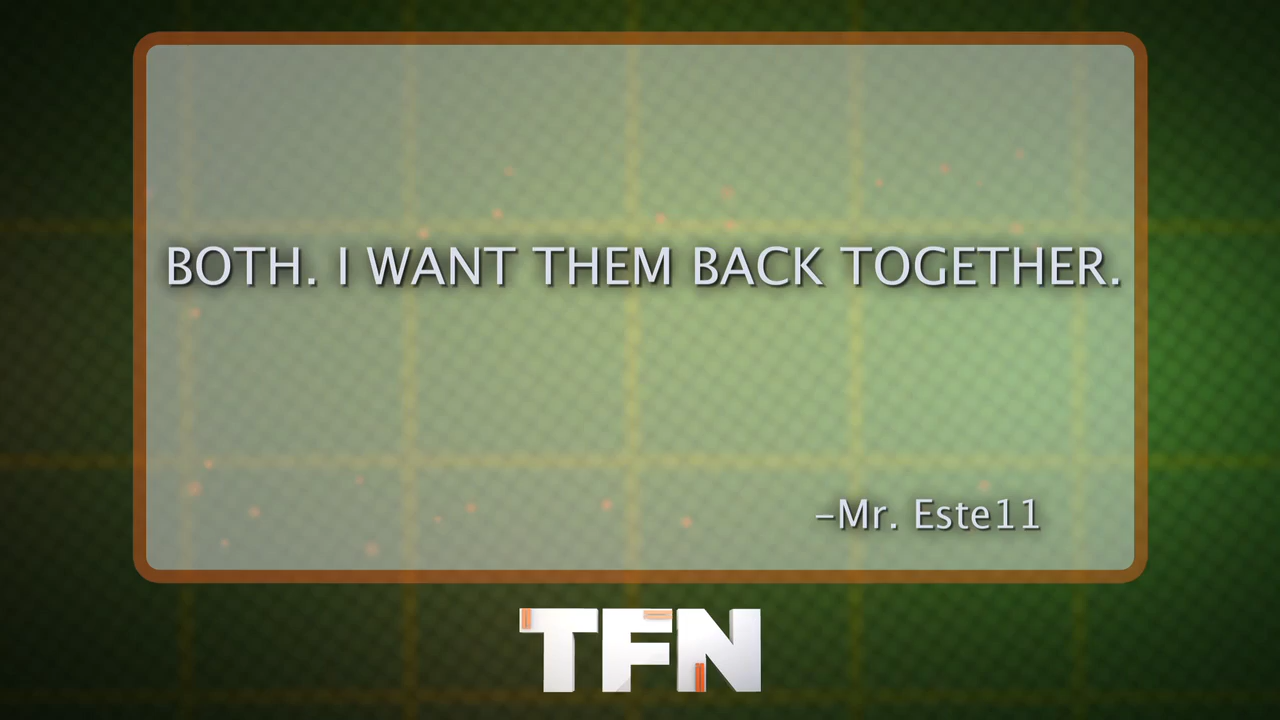 BOTH. I WANT THEM BACK TOGETHER.
–Mr. Este11
TFN